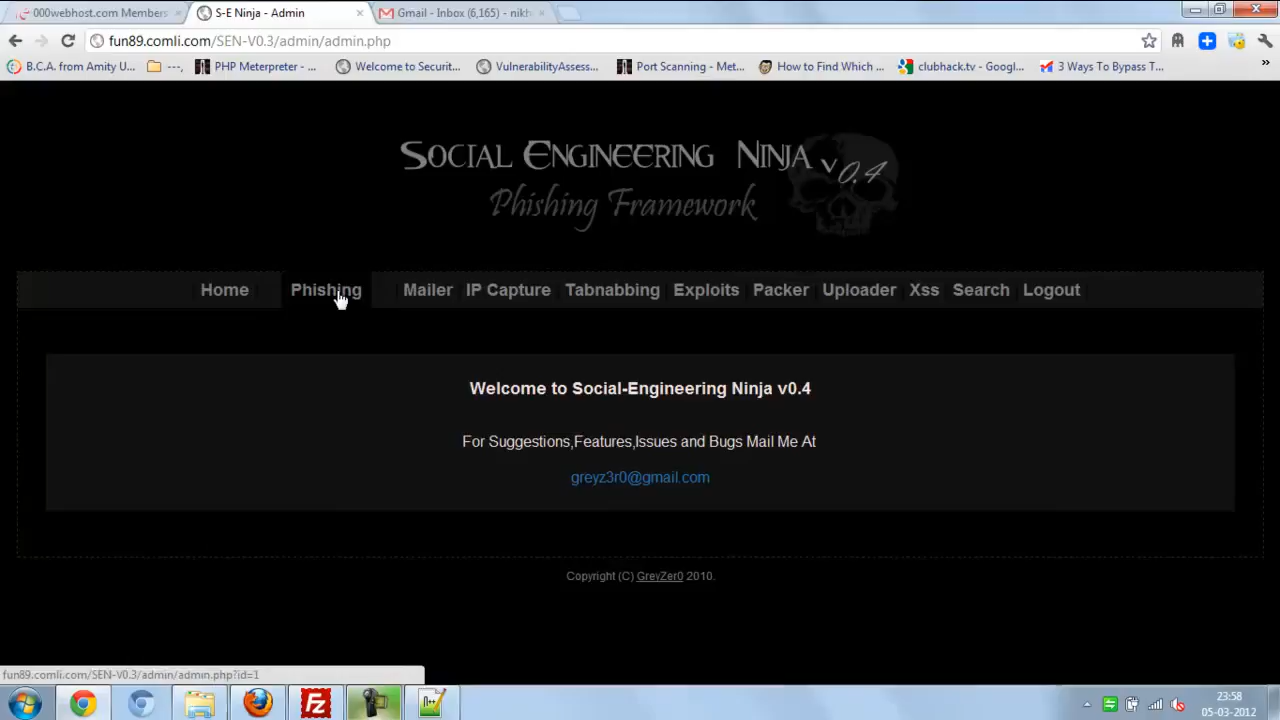 000webhost.com Members
S-E Ninja - Admin
Gmail - Inbox (6,165) - nikh
fun89.comli.com/SEN-V0.3/admin/admin.php
B.C.A. from Amity U...
---,
PHP Meterpreter - ...
Welcome to Securit...
VulnerabilityAssess...
Port Scanning - Met...
How to Find Which ...
clubhack.tv - Googl...
3 Ways To Bypass T...
»
Social Engineering Ninja v0.4
Phishing Framework
Home Phishing Mailer IP Capture Tabnabbing Exploits Packer Uploader Xss Search Logout
Welcome to Social-Engineering Ninja v0.4
For Suggestions,Features,Issues and Bugs Mail Me At
greyz3r0@gmail.com
Copyright (C) GreyZer0 2010.
fun89.comli.com/SEN-V0.3/admin/admin.php?id=1
23:58
05-03-2012